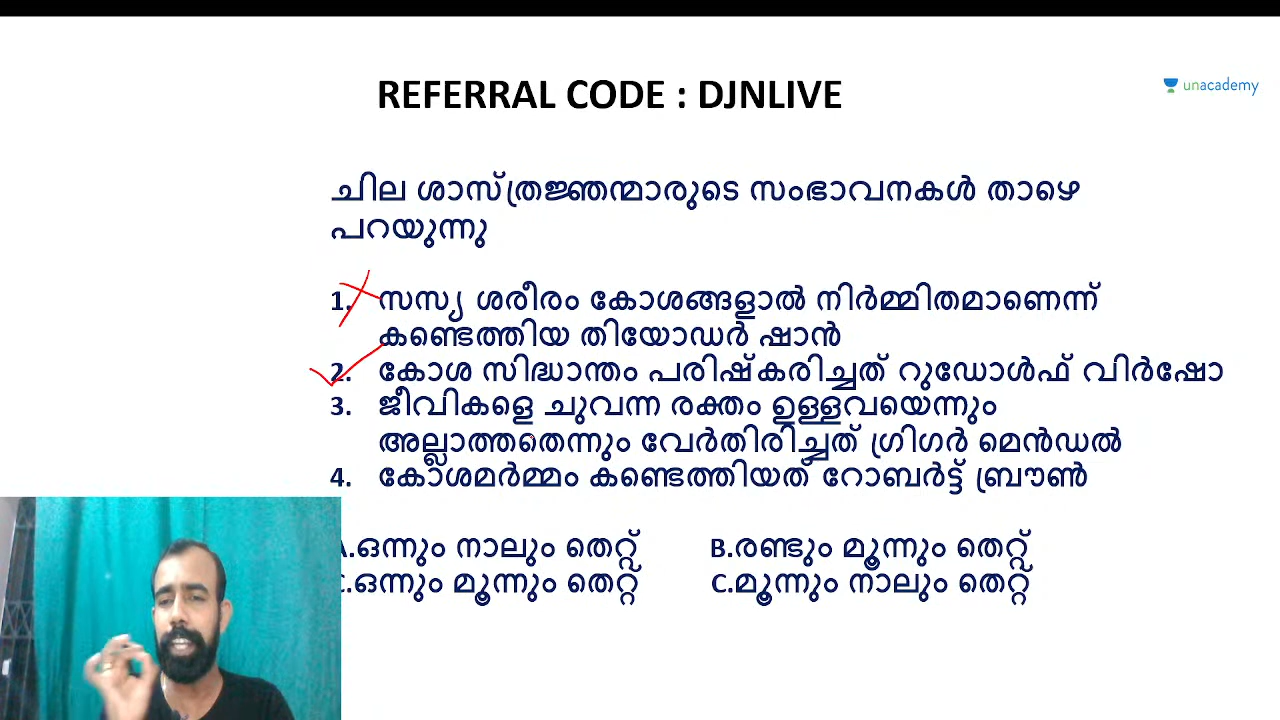 REFERRAL CODE : DJNLIVE
unacademy
ചില ശാസ്ത്രജ്ഞന്മാരുടെ സംഭാവനകൾ താഴെ
പറയുന്നു
1. സസ്യ ശരീരം കോശങ്ങളാൽ നിർമ്മിതമാണെന്ന്
കണ്ടെത്തിയ തിയോഡർ ഷാൻ
2. കോശ സിദ്ധാന്തം പരിഷ്കരിച്ചത് റുഡോൾഫ് വിർഷോ
3. ജീവികളെ ചുവന്ന രക്തം ഉള്ളവയെന്നും
അല്ലാത്തതെന്നും വേർതിരിച്ചത് ഗ്രിഗർ മെൻഡൽ
4. കോശമർമ്മം കണ്ടെത്തിയത് റോബർട്ട് ബ്രൗൺ
A.ഒന്നും നാലും തെറ്റ് B.രണ്ടും മൂന്നും തെറ്റ്
C.ഒന്നും മൂന്നും തെറ്റ് C.മൂന്നും നാലും തെറ്റ്